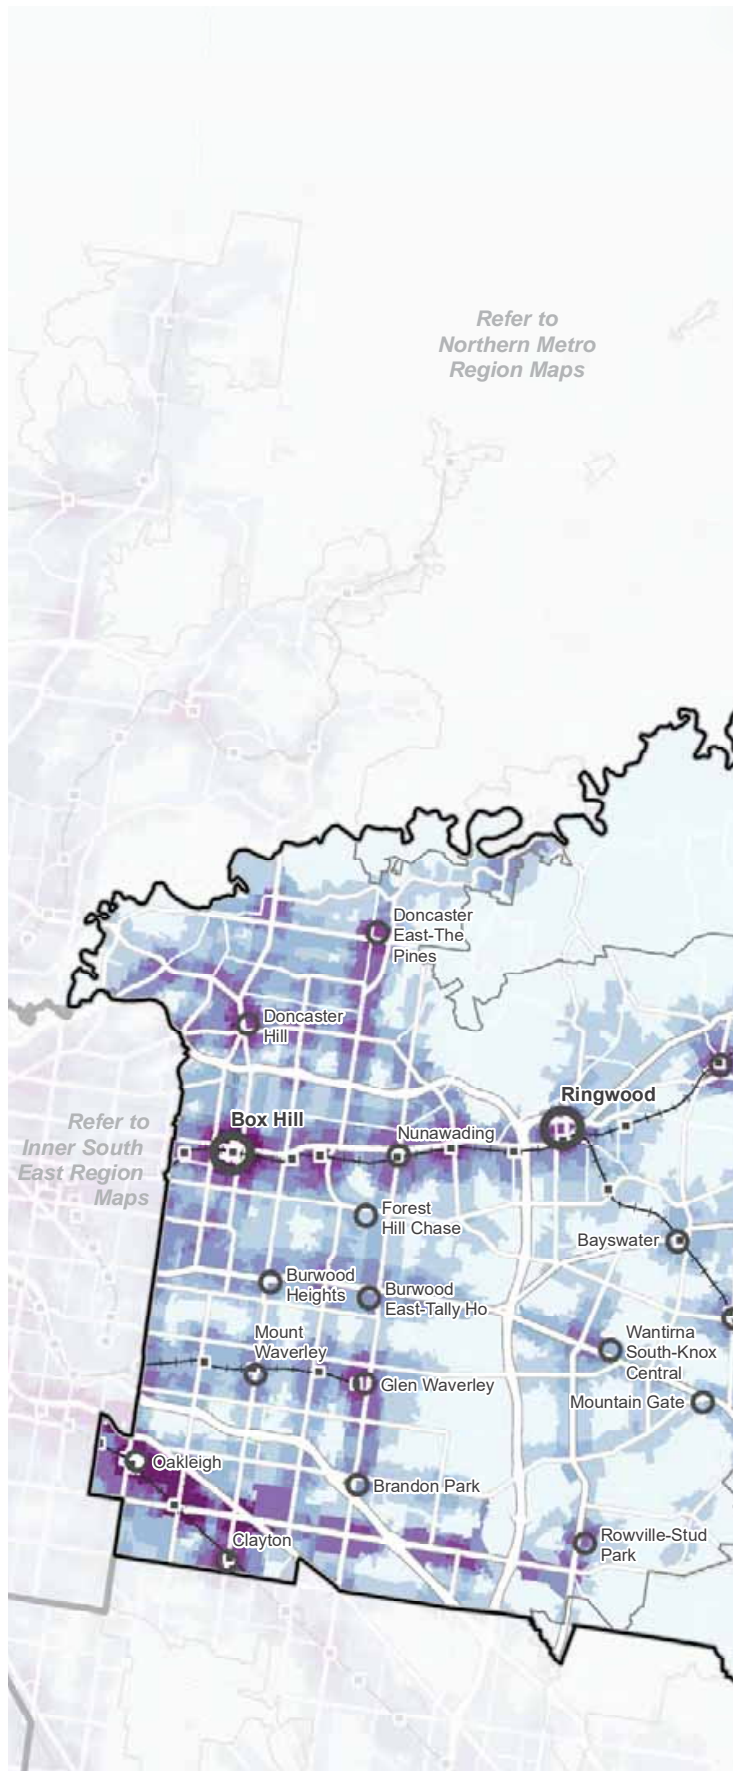 Refer to
Northern Metro
Region Maps
Doncaster
East-The
Pines
Doncaster
Hill
Ringwood
Box Hill
Refer to
Inner South
East Region
Maps
Nunawading
Forest
Hill Chase
Bayswater
Burwood
Heights
Burwood
East-Tally Ho
Mount
Waverley
Wantirna
South-Knox
Central
Glen Waverley
Mountain Gate
Oakleigh
Brandon Park
Clayton
Rowville-Stud
Park